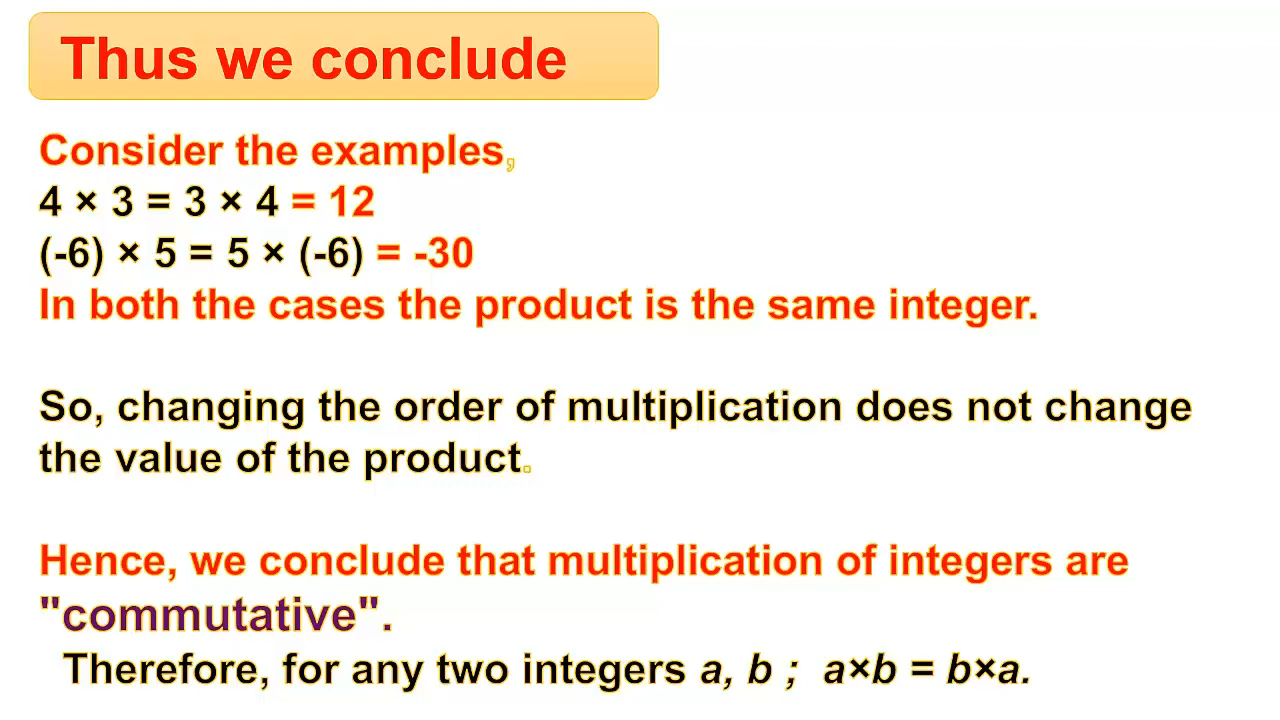 Thus we conclude
Consider the examples,
4 × 3 = 3 × 4 = 12
(-6) × 5 = 5 × (-6) = -30
In both the cases the product is the same integer.
So, changing the order of multiplication does not change
the value of the product.
Hence, we conclude that multiplication of integers are
"commutative".
Therefore, for any two integers a, b ; a×b = b×a.